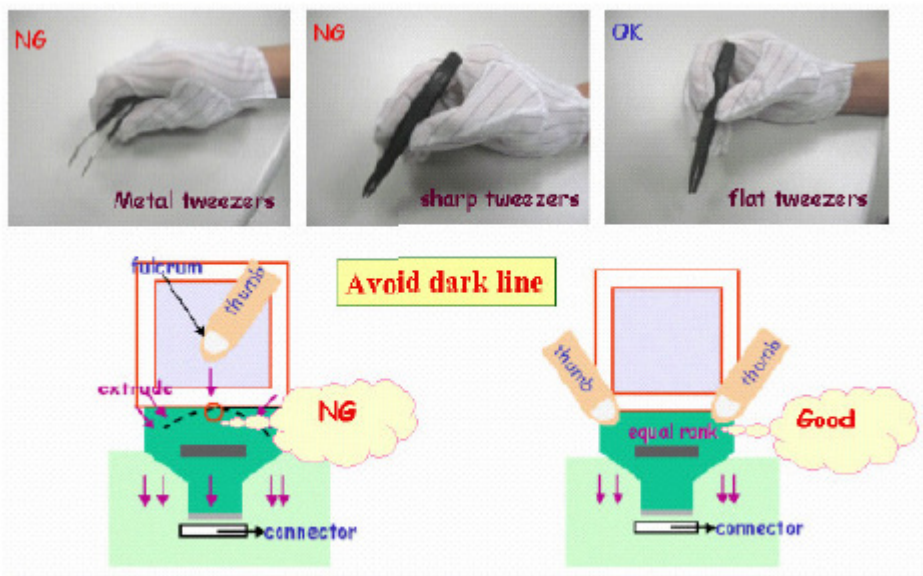 NG
Metal tweezers
NG
sharp tweezers
OK
flat tweezers
fulcrum
thumb
Avoid dark line
extrude
NG
connector
thumb
thumb
equal rank
Good
connector